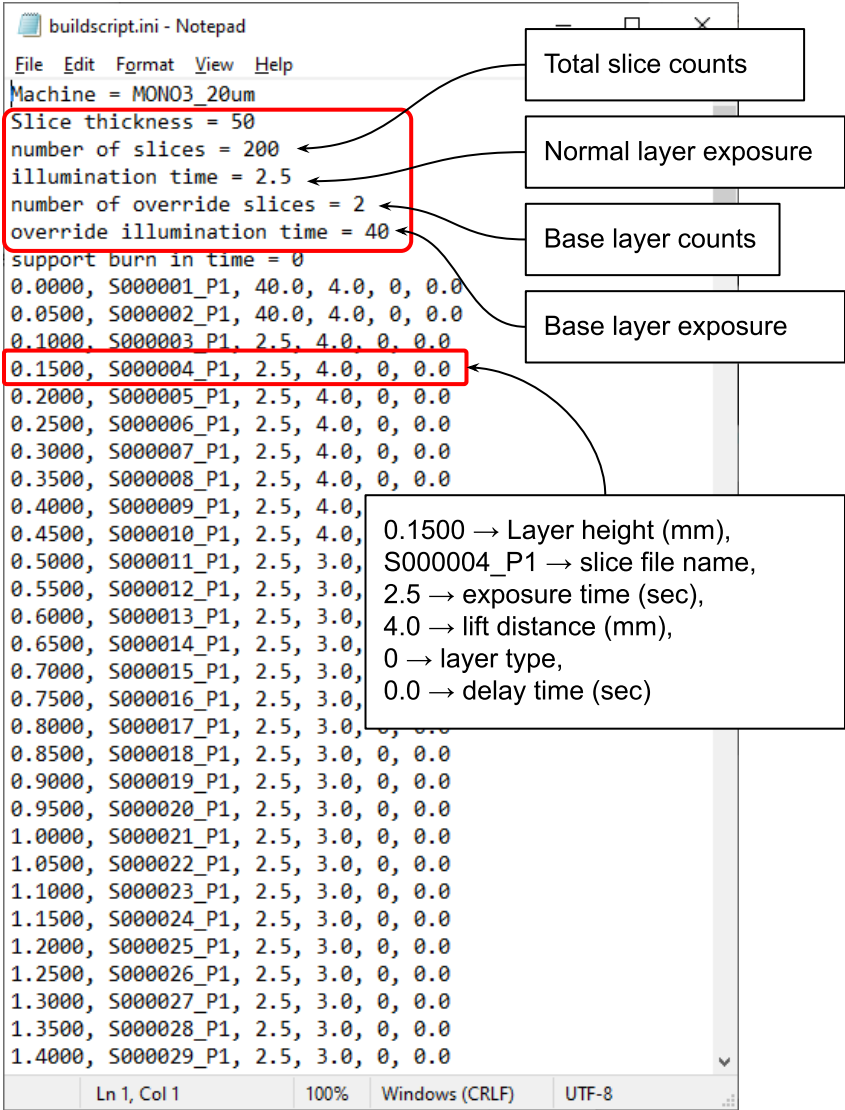 buildscript.ini - Notepad
File Edit Format View Help
Machine = MONO3_20um
Slice thickness = 50
number of slices = 200
illumination time = 2.5
number of override slices = 2
override illumination time = 40
support burn in time = 0
0.0000, S000001_P1, 40.0, 4.0, 0, 0.0
0.0500, S000002_P1, 40.0, 4.0, 0, 0.0
0.1000, S000003_P1, 2.5, 4.0, 0, 0.0
0.1500, S000004_P1, 2.5, 4.0, 0, 0.0
0.2000, S000005_P1, 2.5, 4.0, 0, 0.0
0.2500, S000006_P1, 2.5, 4.0, 0, 0.0
0.3000, S000007_P1, 2.5, 4.0, 0, 0.0
0.3500, S000008_P1, 2.5, 4.0, 0, 0.0
0.4000, S000009_P1, 2.5, 4.0,
0.4500, S000010_P1, 2.5, 4.0,
0.5000, S000011_P1, 2.5, 3.0,
0.5500, S000012_P1, 2.5, 3.0,
0.6000, S000013_P1, 2.5, 3.0,
0.6500, S000014_P1, 2.5, 3.0,
0.7000, S000015_P1, 2.5, 3.0,
0.7500, S000016_P1, 2.5, 3.0,
0.8000, S000017_P1, 2.5, 3.0, 0, 0.0
0.8500, S000018_P1, 2.5, 3.0, 0, 0.0
0.9000, S000019_P1, 2.5, 3.0, 0, 0.0
0.9500, S000020_P1, 2.5, 3.0, 0, 0.0
1.0000, S000021_P1, 2.5, 3.0, 0, 0.0
1.0500, S000022_P1, 2.5, 3.0, 0, 0.0
1.1000, S000023_P1, 2.5, 3.0, 0, 0.0
1.1500, S000024_P1, 2.5, 3.0, 0, 0.0
1.2000, S000025_P1, 2.5, 3.0, 0, 0.0
1.2500, S000026_P1, 2.5, 3.0, 0, 0.0
1.3000, S000027_P1, 2.5, 3.0, 0, 0.0
1.3500, S000028_P1, 2.5, 3.0, 0, 0.0
1.4000, S000029_P1, 2.5, 3.0, 0, 0.0
Total slice counts
Normal layer exposure
Base layer counts
Base layer exposure
0.1500 → Layer height (mm),
S000004_P1 → slice file name,
2.5 → exposure time (sec),
4.0 → lift distance (mm),
0 → layer type,
0.0 → delay time (sec)
Ln 1, Col 1 100% Windows (CRLF) UTF-8